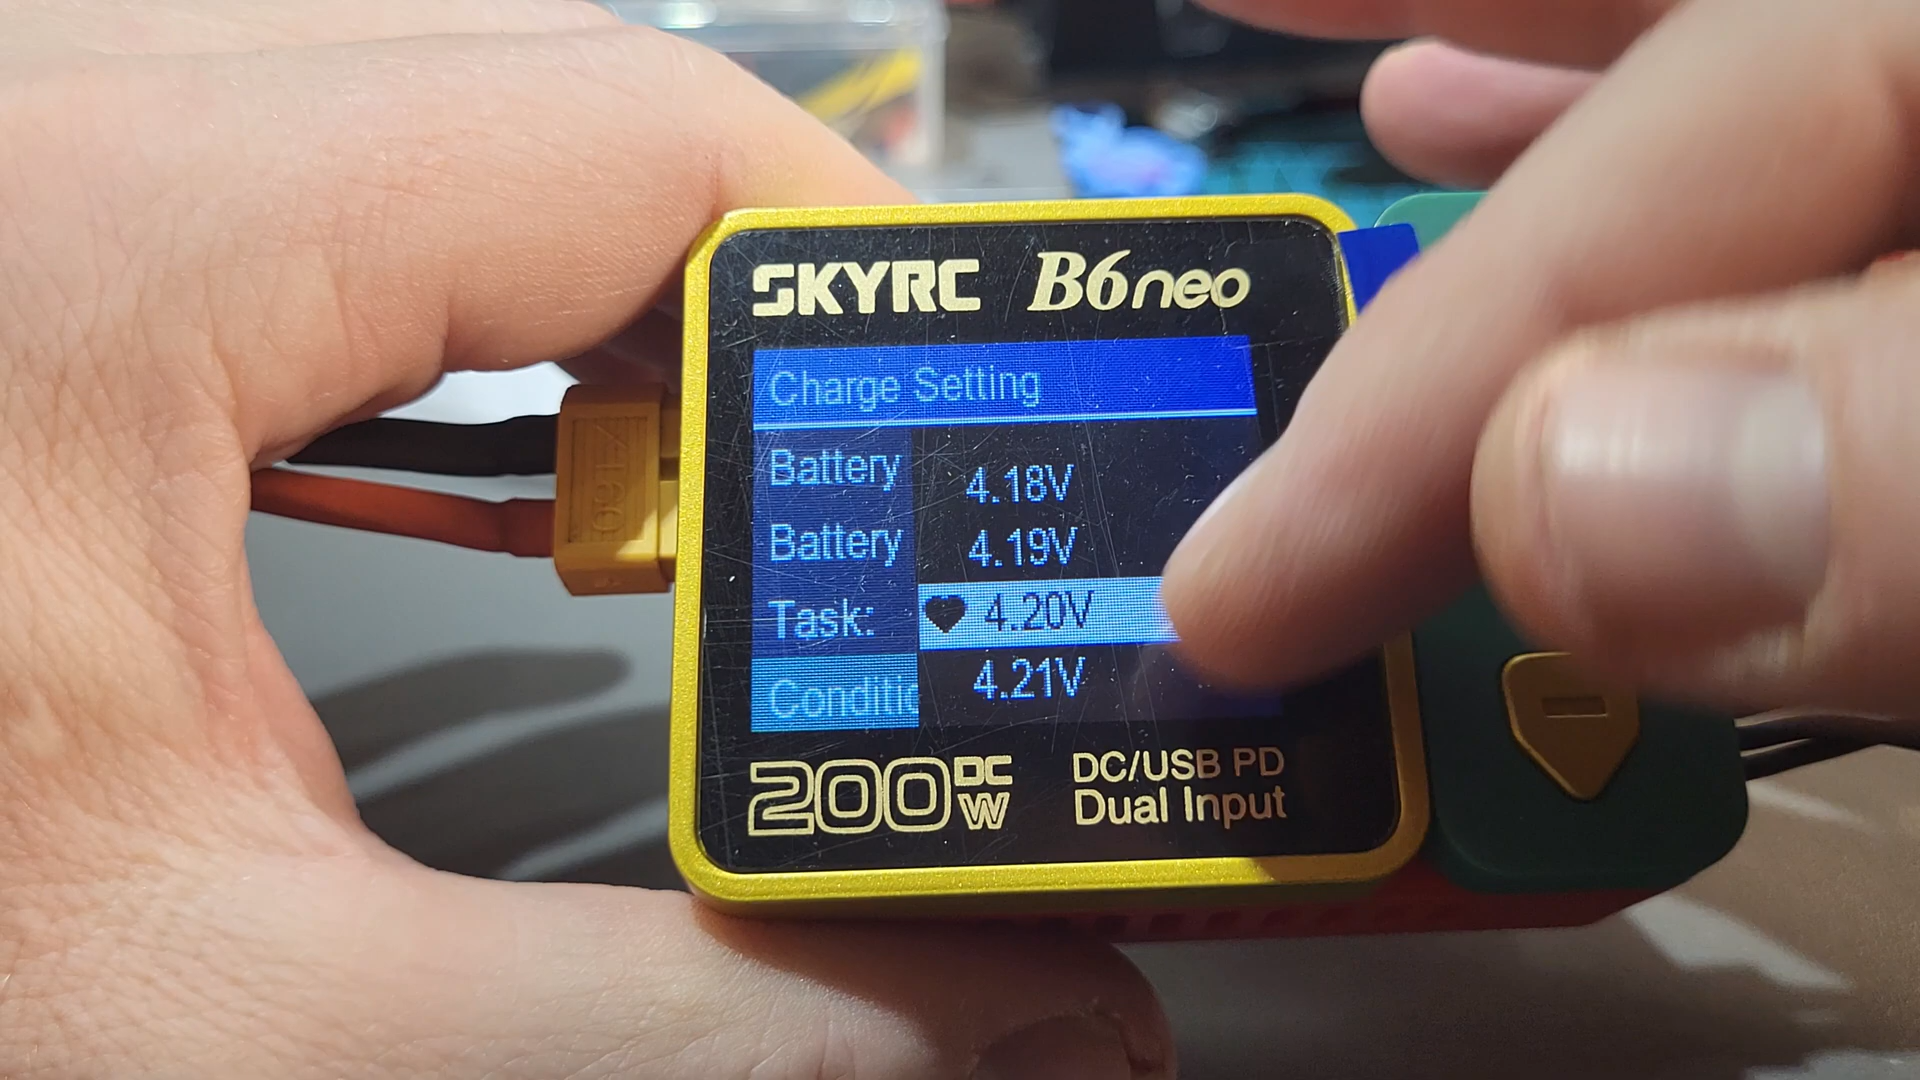 SKYRC B6neo
Charge Setting
Battery
Battery
Task:
Conditic
4.18V
4.19V
4.20V
4.21V
200 DC W
DC/USB PD
Dual Input